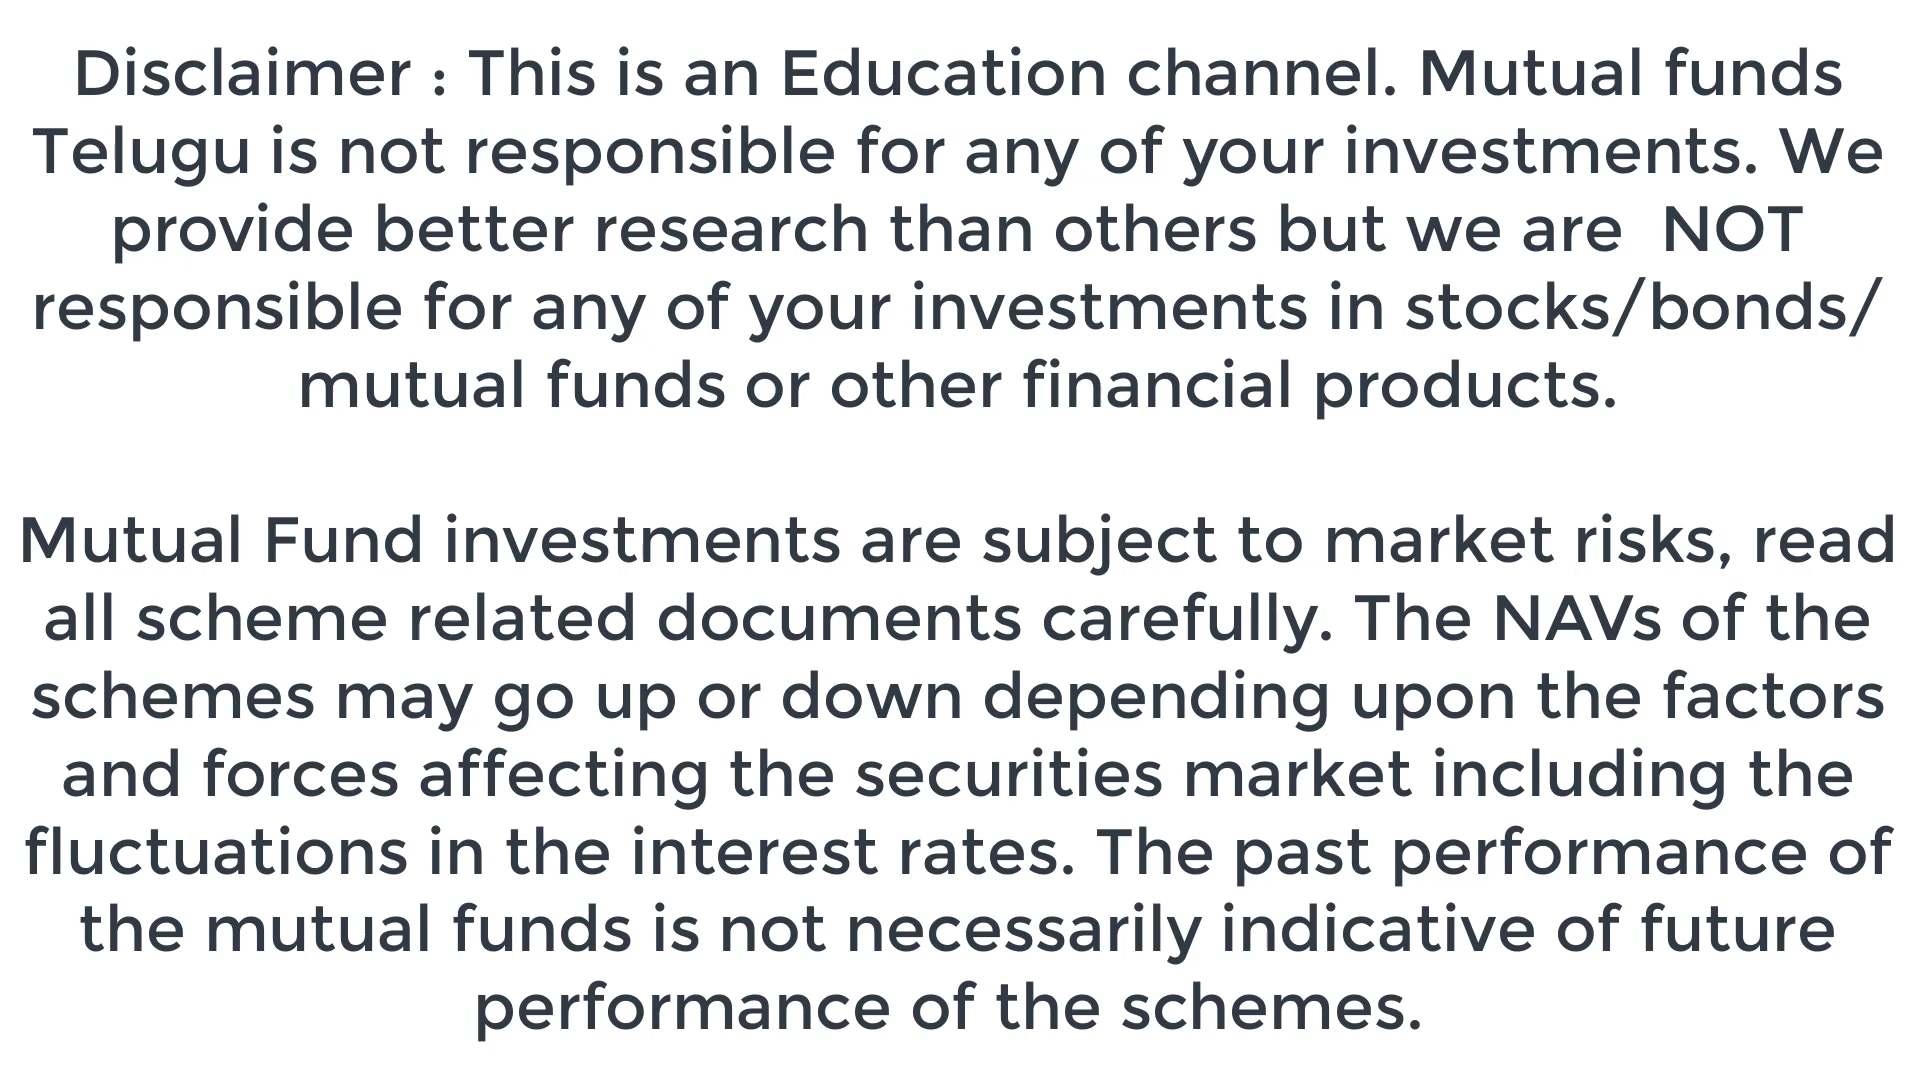 Disclaimer : This is an Education channel. Mutual funds
Telugu is not responsible for any of your investments. We
provide better research than others but we are  NOT
responsible for any of your investments in stocks/bonds/
mutual funds or other financial products.
Mutual Fund investments are subject to market risks, read
all scheme related documents carefully. The NAVs of the
schemes may go up or down depending upon the factors
and forces affecting the securities market including the
fluctuations in the interest rates. The past performance of
the mutual funds is not necessarily indicative of future
performance of the schemes.